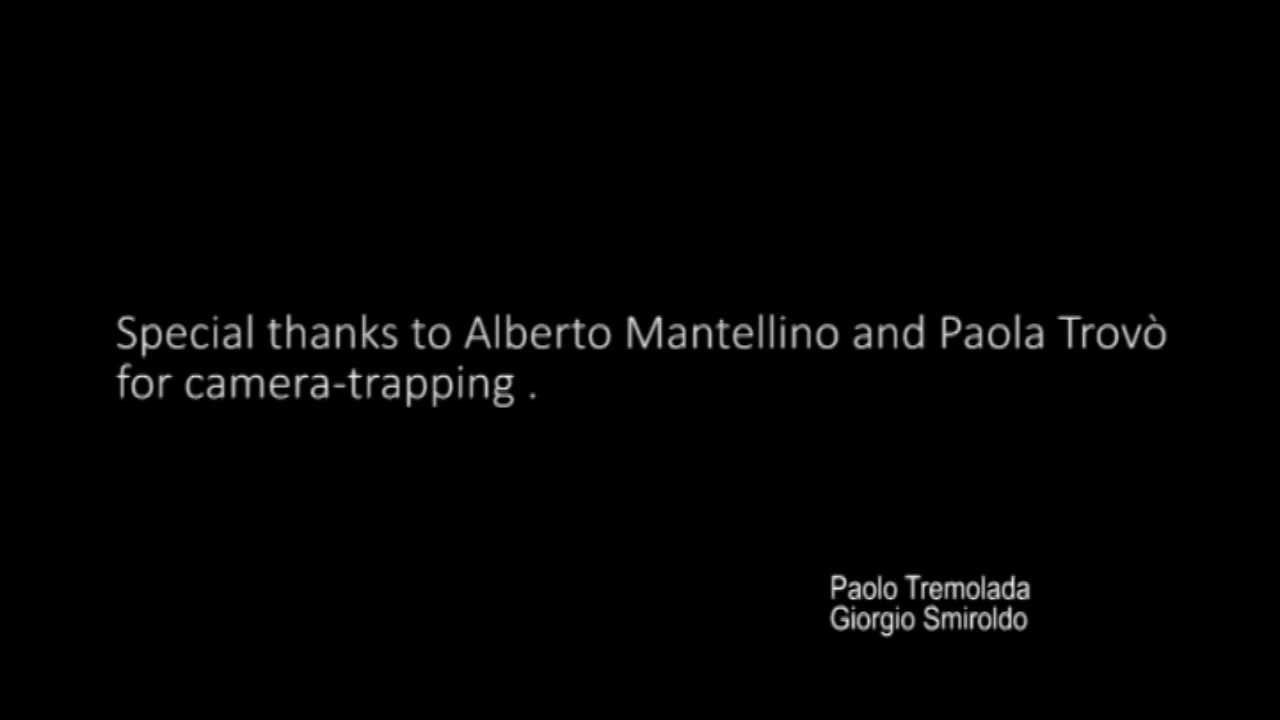 Special thanks to Alberto Mantellino and Paola Trovò
for camera-trapping .
Paolo Tremolada
Giorgio Smiroldo